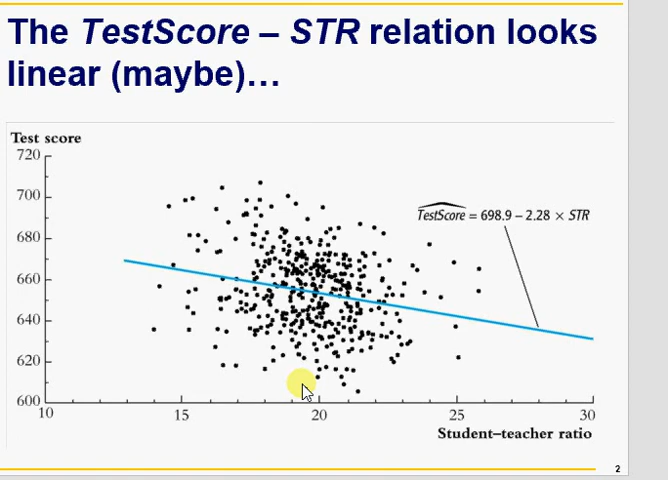 The TestScore – STR relation looks
linear (maybe)…
Test score
720
700
680
660
640
620
600
TestScore = 698.9 – 2.28 × STR
10 15 20 25 30
Student–teacher ratio
2